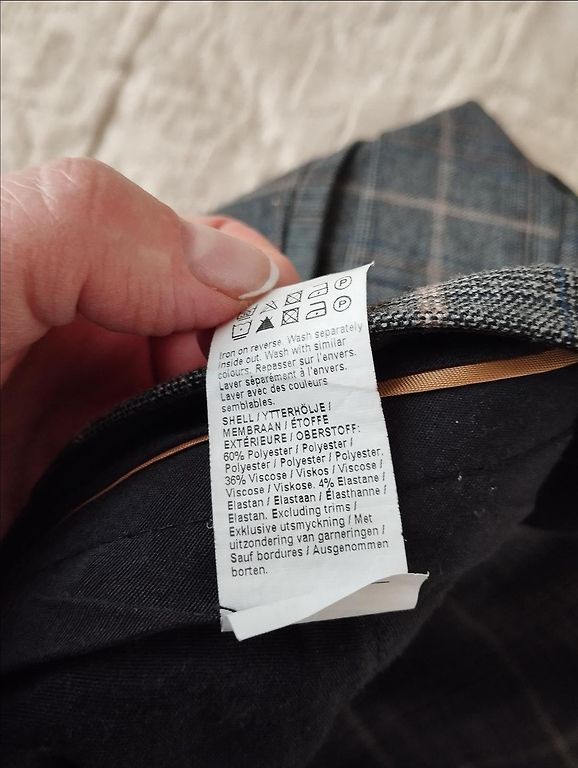 P
P
Iron on reverse. Wash separately
inside out. Wash with similar
colours. Repasser sur l'envers.
Laver séparément à l'envers.
Laver avec des couleurs
semblables.
SHELL / YTTERHÖLJE /
MEMBRAAN / ÉTOFFE
EXTÉRIEURE / OBERSTOFF:
60% Polyester / Polyester /
Polyester / Polyester / Polyester.
36% Viscose / Viskos / Viscose /
Viscose / Viskose. 4% Elastane /
Elastan / Elastaan / Élasthanne /
Elastan. Excluding trims /
Exklusive utsmyckning / Met
uitzondering van garneringen /
Sauf bordures / Ausgenommen
borten.